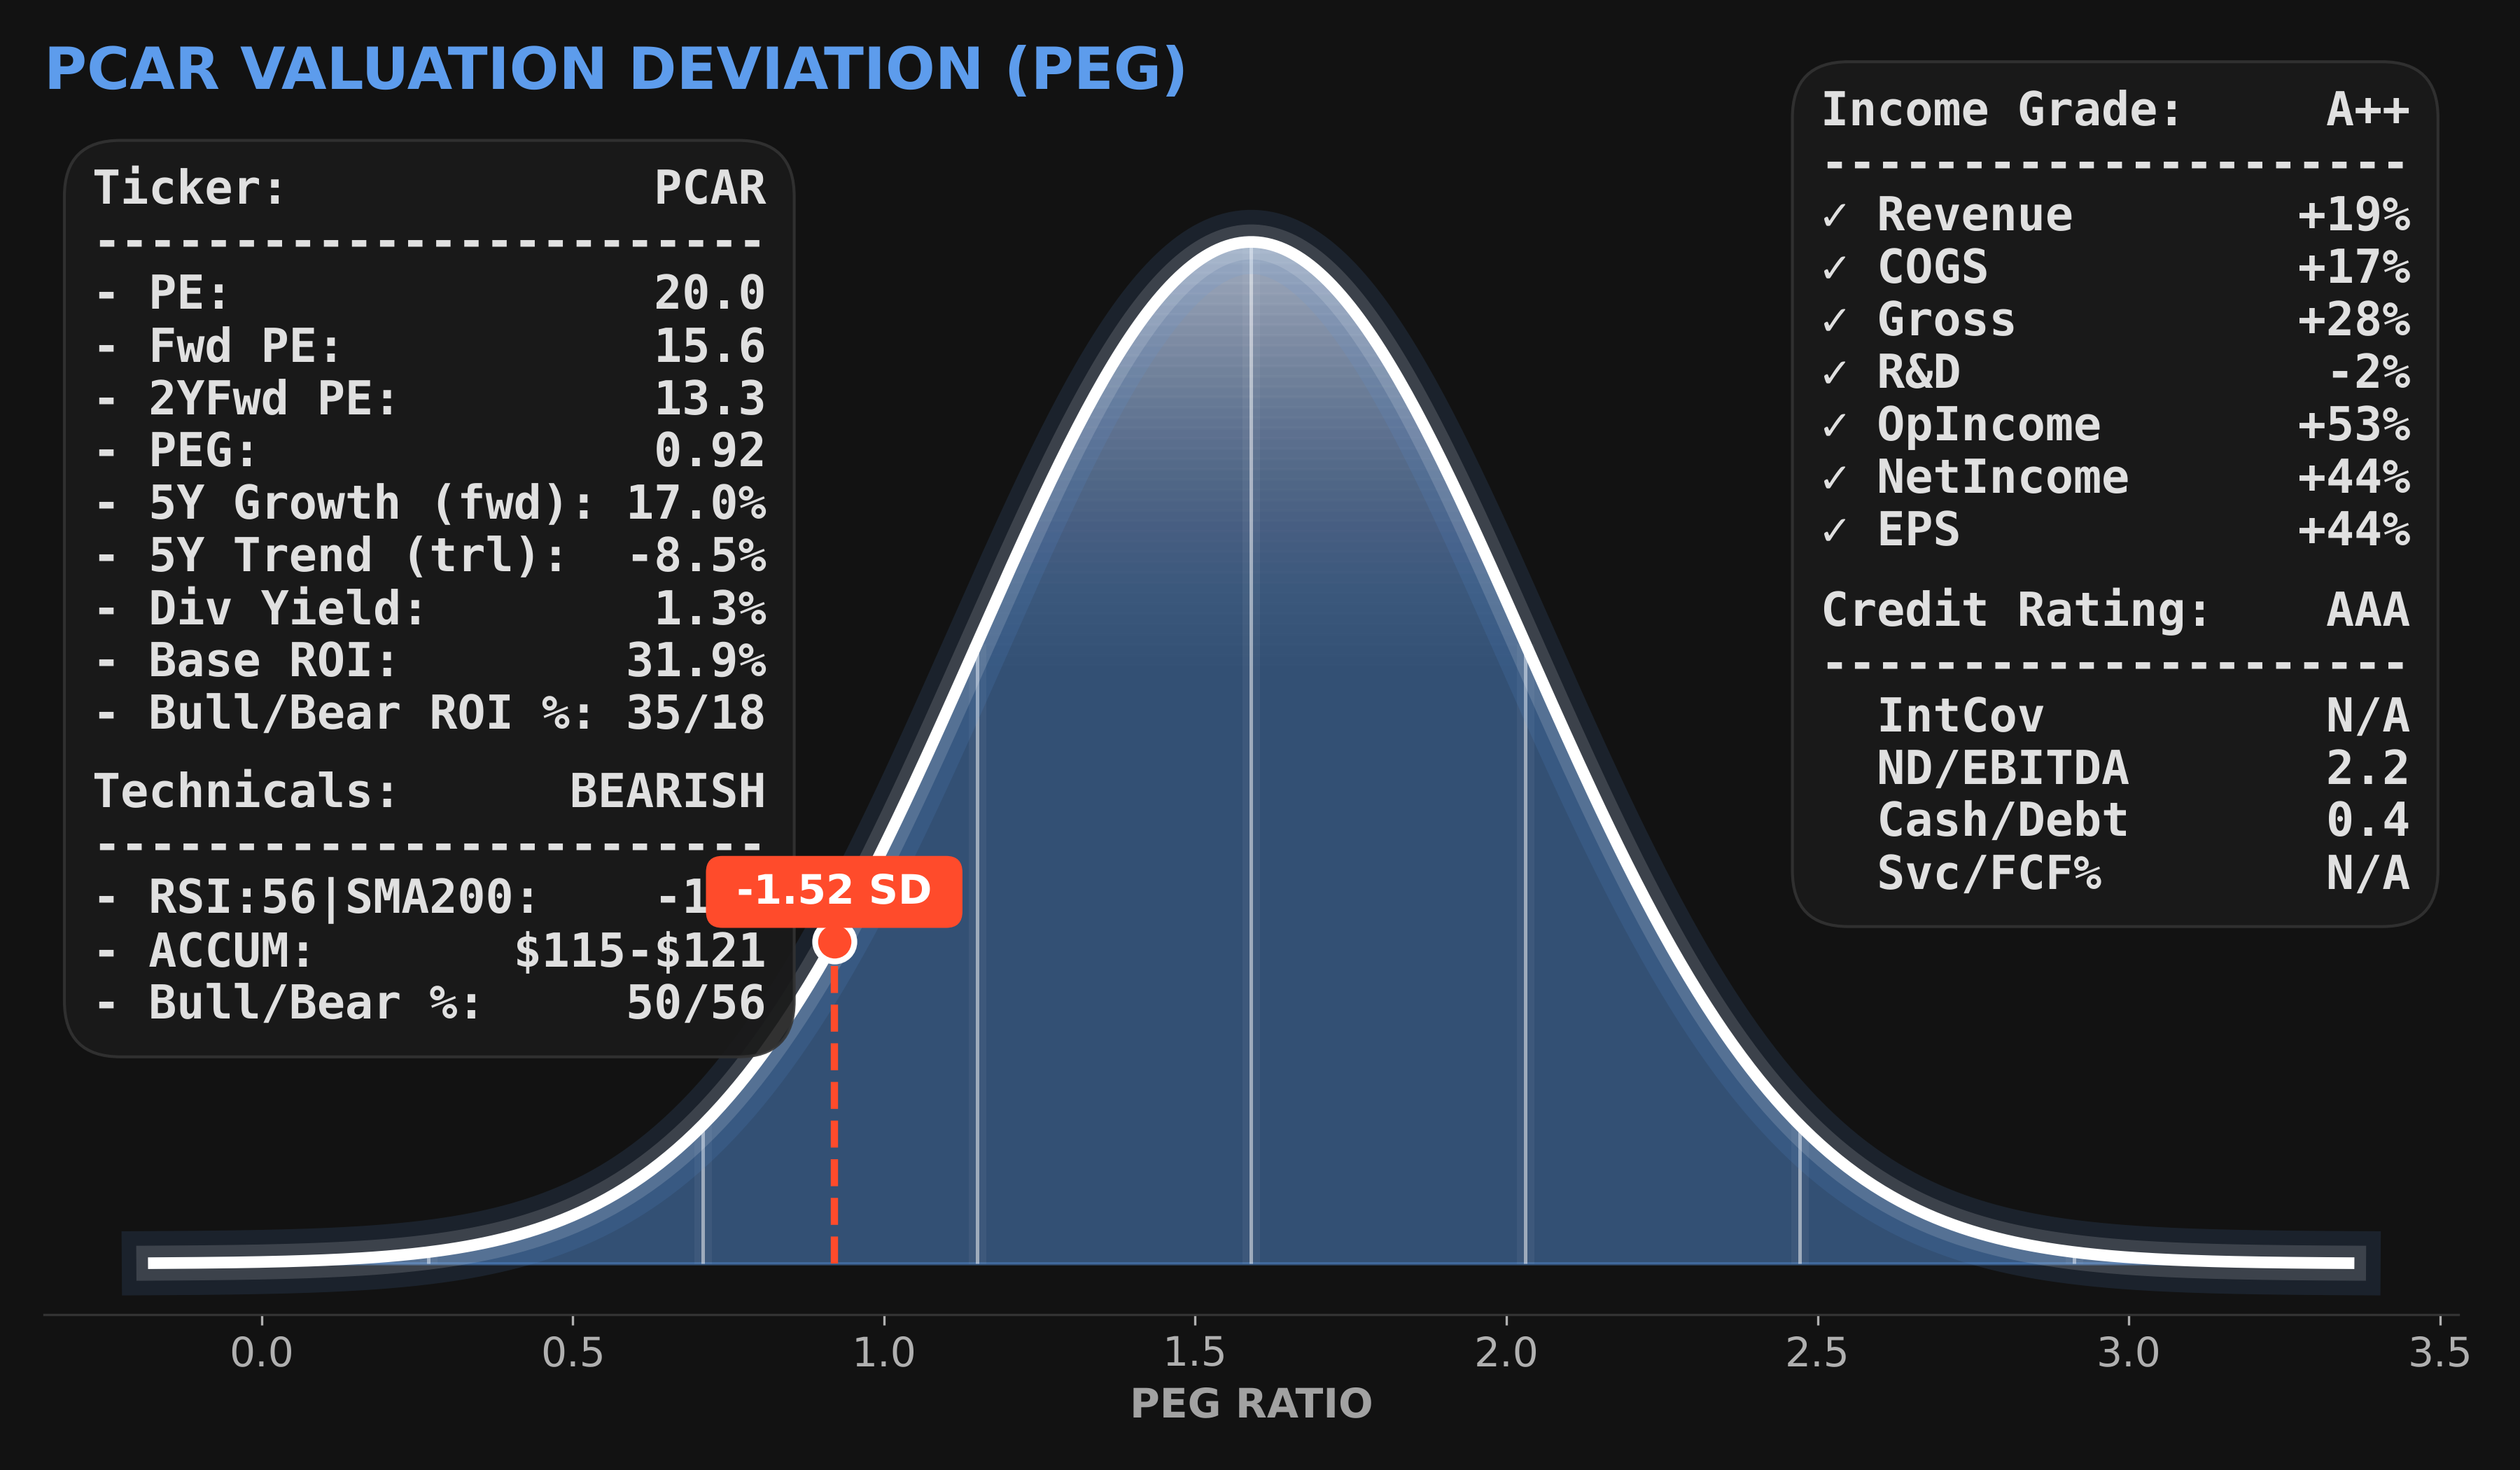 PCAR VALUATION DEVIATION (PEG)
Ticker: PCAR
------------------------
- PE: 20.0
- Fwd PE: 15.6
- 2YFwd PE: 13.3
- PEG: 0.92
- 5Y Growth (fwd): 17.0%
- 5Y Trend (trl): -8.5%
- Div Yield: 1.3%
- Base ROI: 31.9%
- Bull/Bear ROI %: 35/18
Technicals: BEARISH
------------------------
- RSI:56|SMA200:
- ACCUM: $115-$121
- Bull/Bear %: 50/56
-1.52 SD
Income Grade: A++
---------------------
✓ Revenue +19%
✓ COGS +17%
✓ Gross +28%
✓ R&D -2%
✓ OpIncome +53%
✓ NetIncome +44%
✓ EPS +44%
Credit Rating: AAA
---------------------
IntCov N/A
ND/EBITDA 2.2
Cash/Debt 0.4
Svc/FCF% N/A
0.0 0.5 1.0 1.5 2.0 2.5 3.0 3.5
PEG RATIO